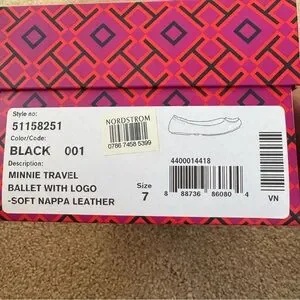 Style no:
51158251
Color/Code:
BLACK 001
Description:
MINNIE TRAVEL
BALLET WITH LOGO
-SOFT NAPPA LEATHER
NORDSTROM
0786 7458 5399
Size
7
4400014418
8 88736 86080 4
VN